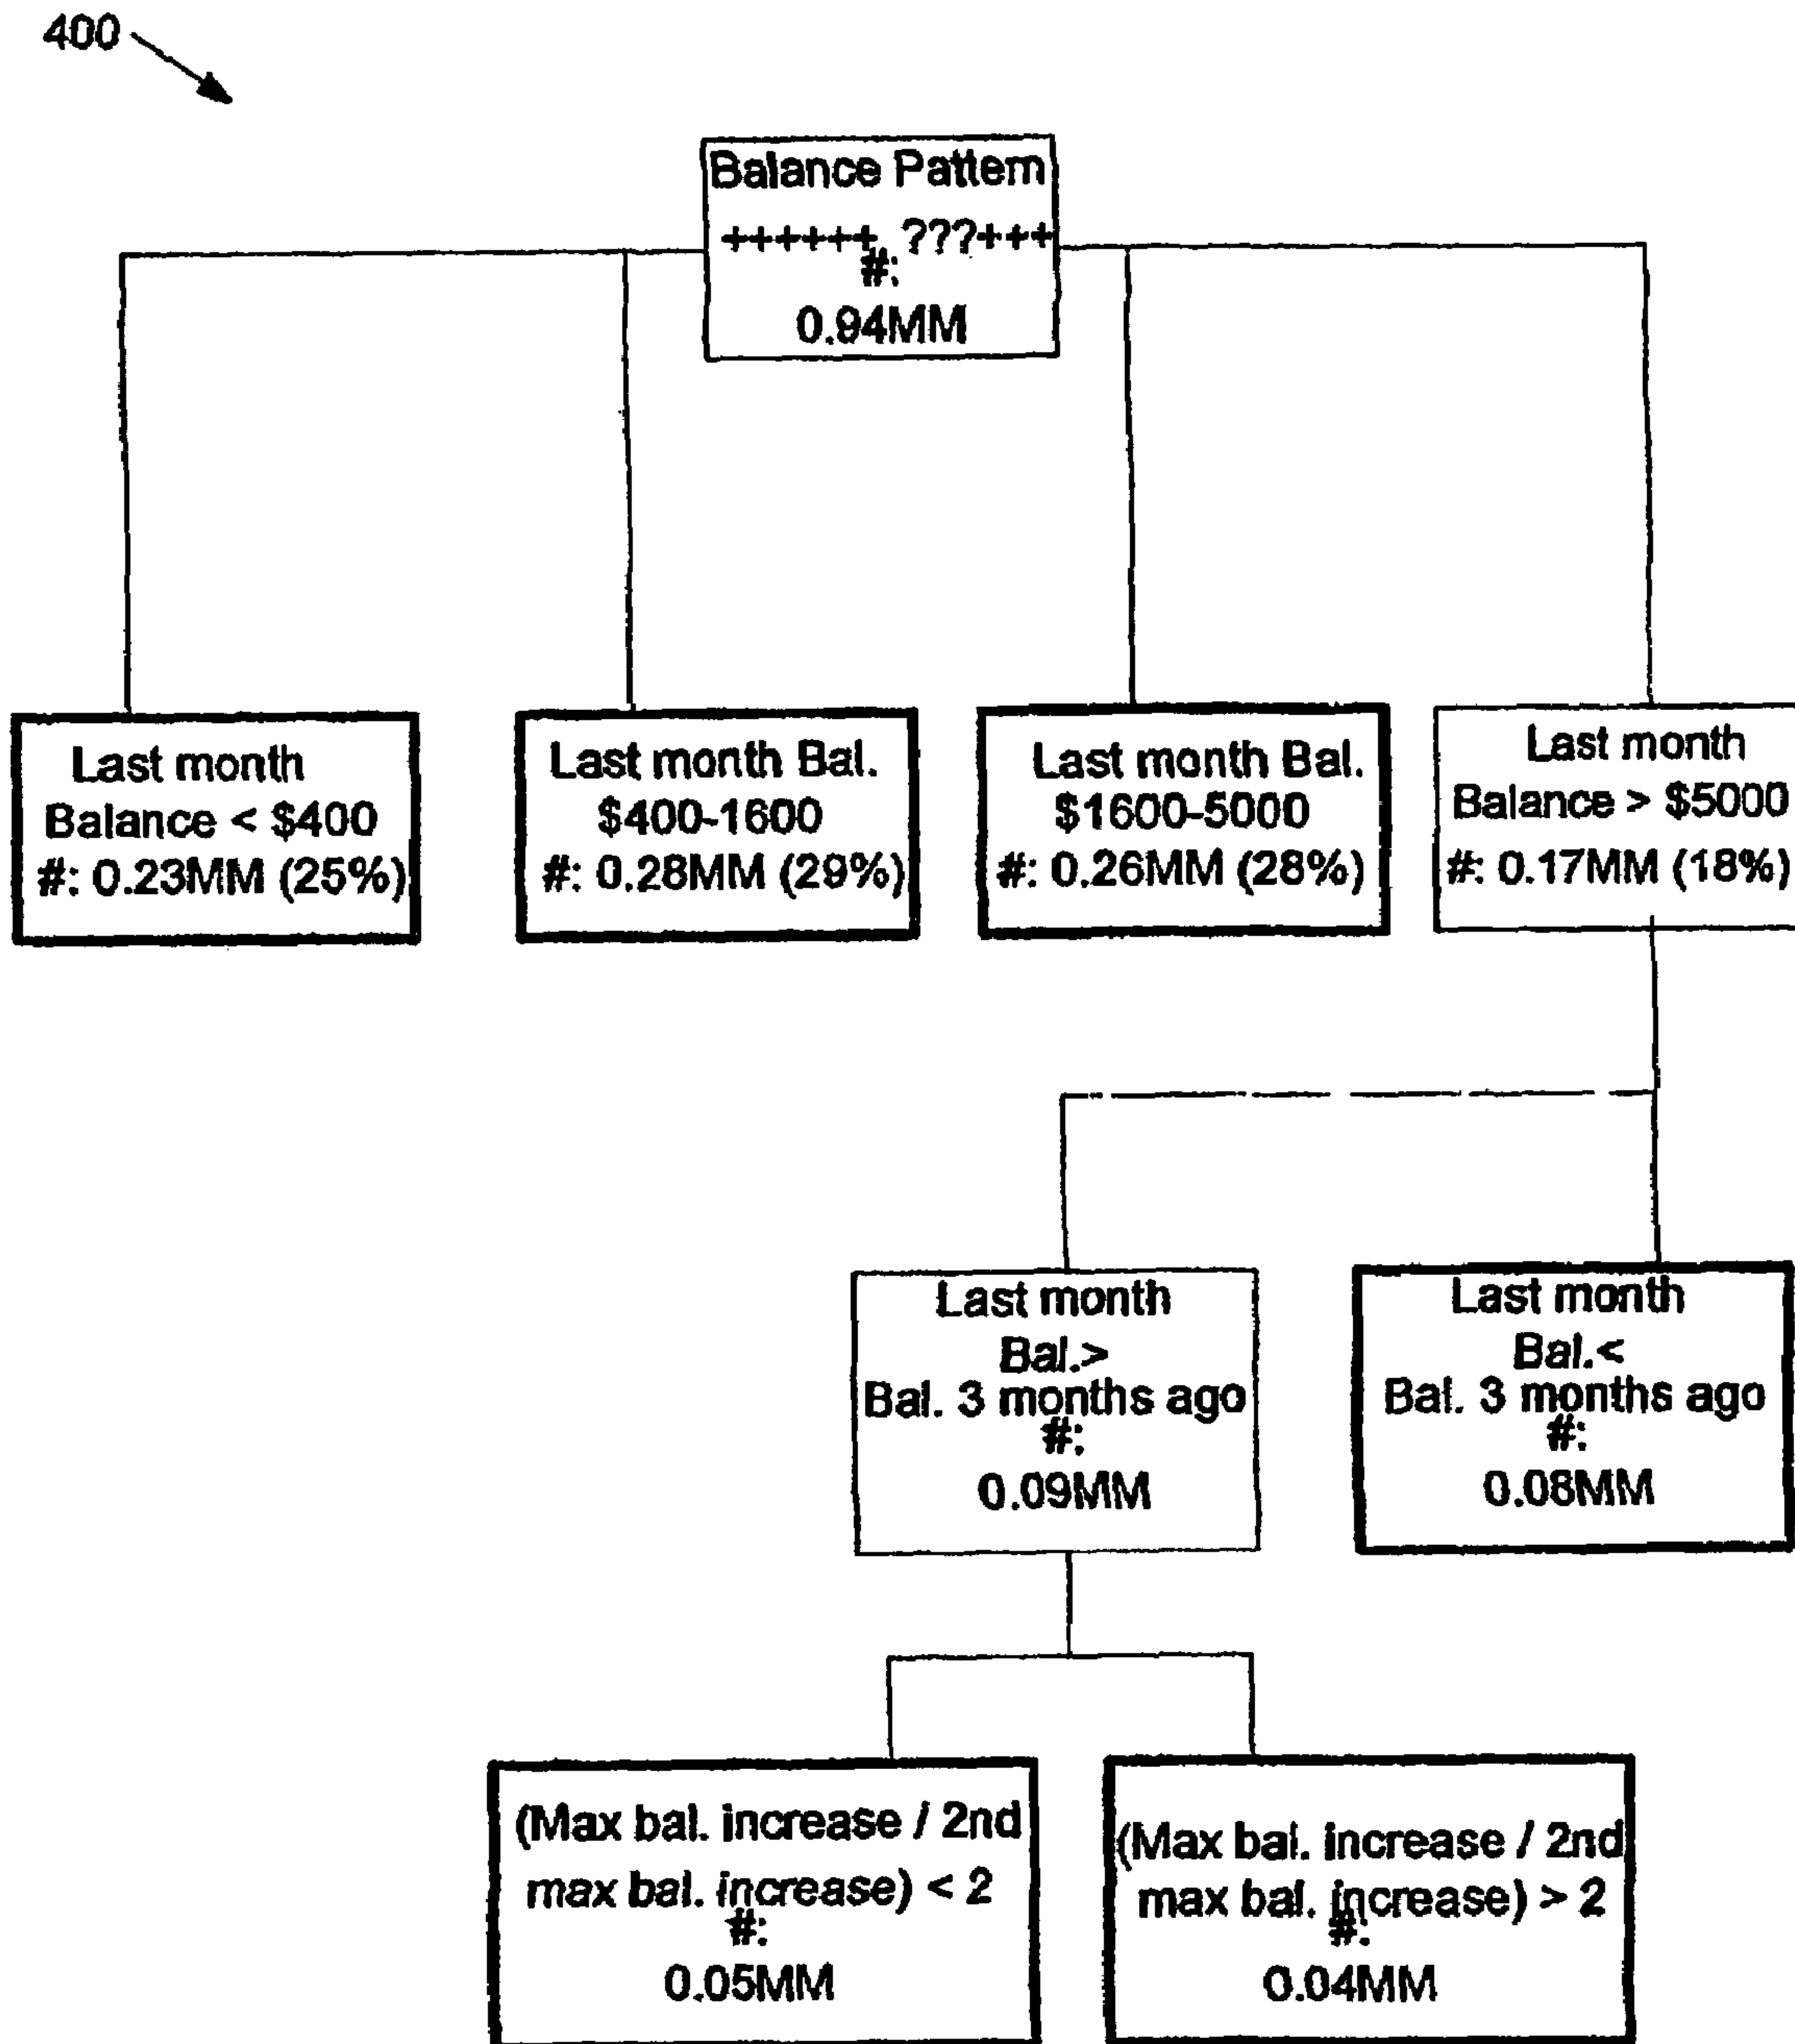 400
Balance Pattern
++++++, ???+++
#:
0.94MM
Last month
Balance < $400
#: 0.23MM (25%)
Last month Bal.
$400-1600
#: 0.28MM (29%)
Last month Bal.
$1600-5000
#: 0.26MM (28%)
Last month
Balance > $5000
#: 0.17MM (18%)
Last month
Bal.>
Bal. 3 months ago
#:
0.09MM
Last month
Bal.<
Bal. 3 months ago
#:
0.08MM
(Max bal. increase / 2nd
max bal. increase) < 2
#:
0.05MM
(Max bal. increase / 2nd
max bal. increase) > 2
#:
0.04MM